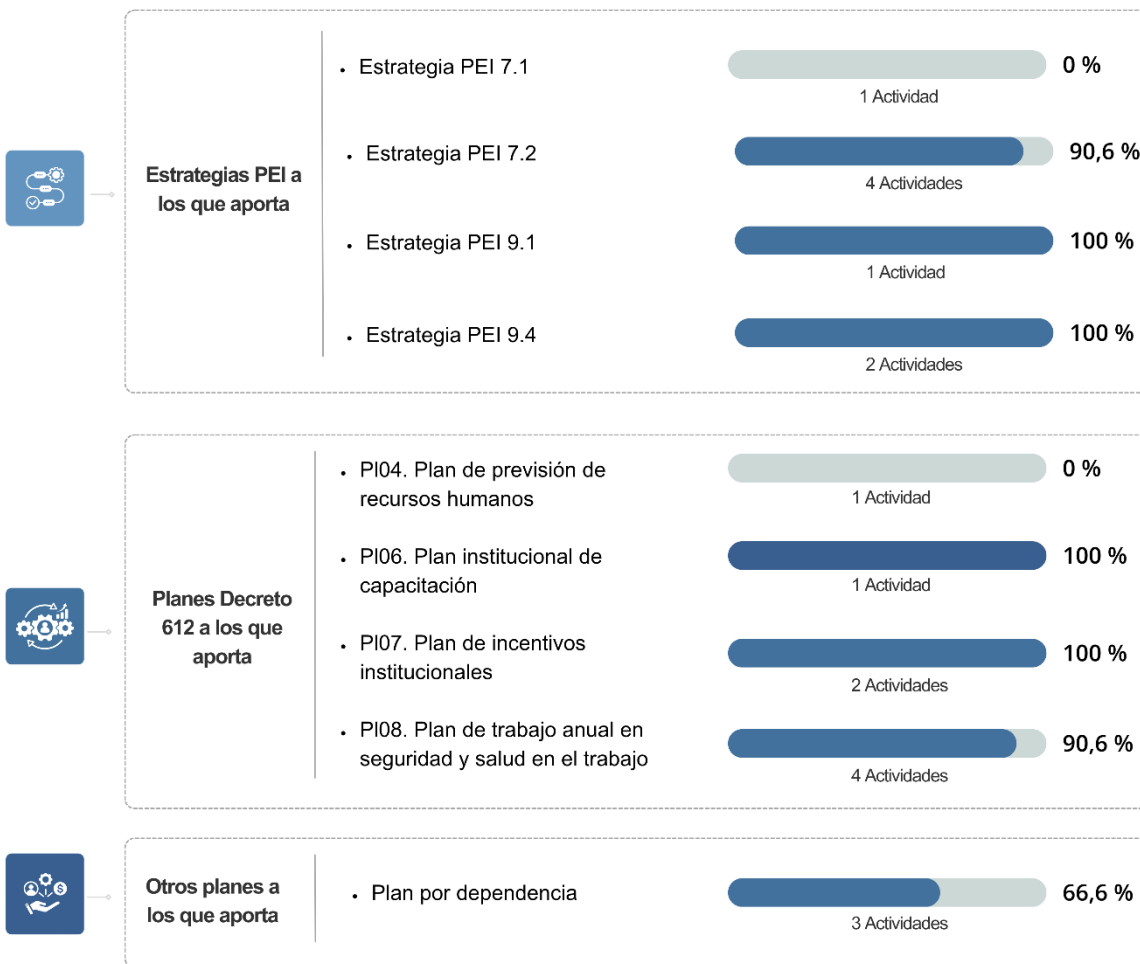 Estrategias PEI a
los que aporta
• Estrategia PEI 7.1
0 %
1 Actividad
• Estrategia PEI 7.2
90,6 %
4 Actividades
• Estrategia PEI 9.1
100 %
1 Actividad
• Estrategia PEI 9.4
100 %
2 Actividades
Planes Decreto
612 a los que
aporta
• Pl04. Plan de previsión de
recursos humanos
0 %
1 Actividad
• Pl06. Plan institucional de
capacitación
100 %
1 Actividad
• Pl07. Plan de incentivos
institucionales
100 %
2 Actividades
• Pl08. Plan de trabajo anual en
seguridad y salud en el trabajo
90,6 %
4 Actividades
Otros planes a
los que aporta
• Plan por dependencia
66,6 %
3 Actividades